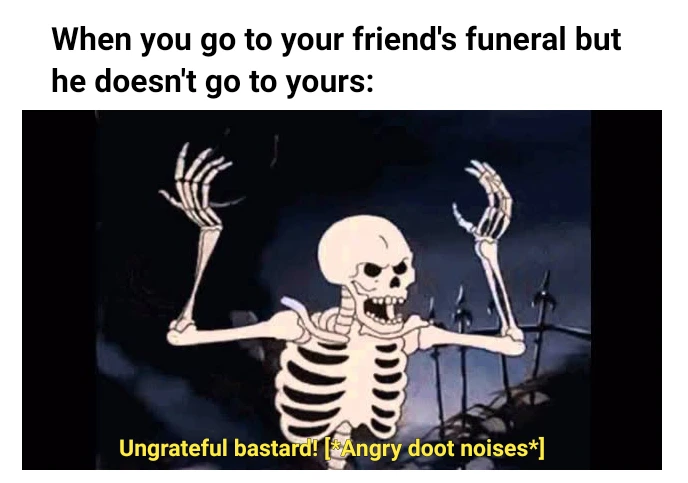 When you go to your friend's funeral but
he doesn't go to yours:
Ungrateful bastard! [*Angry doot noises*]